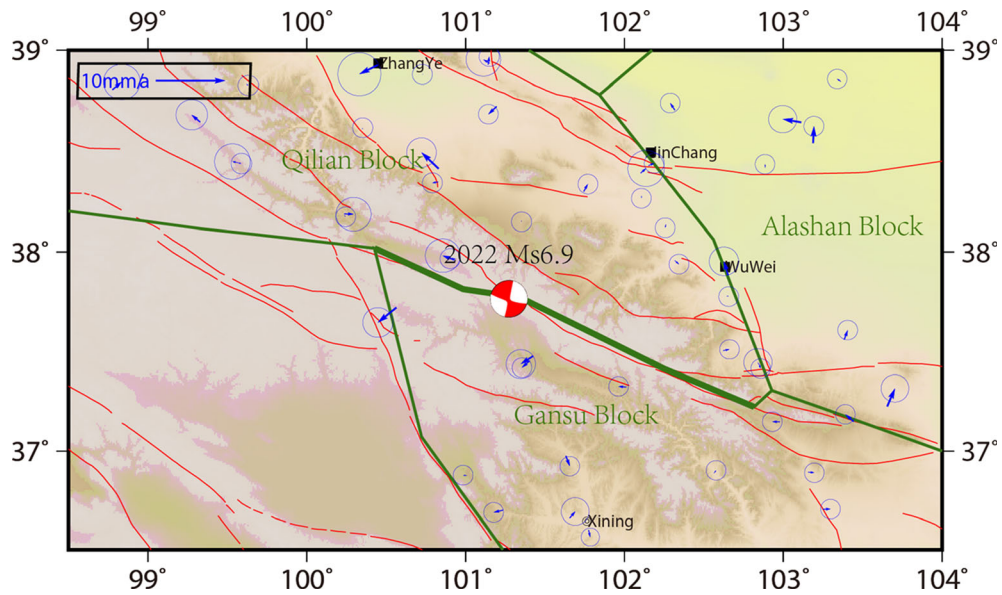 99° 100° 101° 102° 103° 104°
39° 39°
ZhangYe
10mm/a
JinChang
Qilian Block
Alashan Block
38° 38°
2022 Ms6.9
WuWei
Gansu Block
37° 37°
Xining
99° 100° 101° 102° 103° 104°